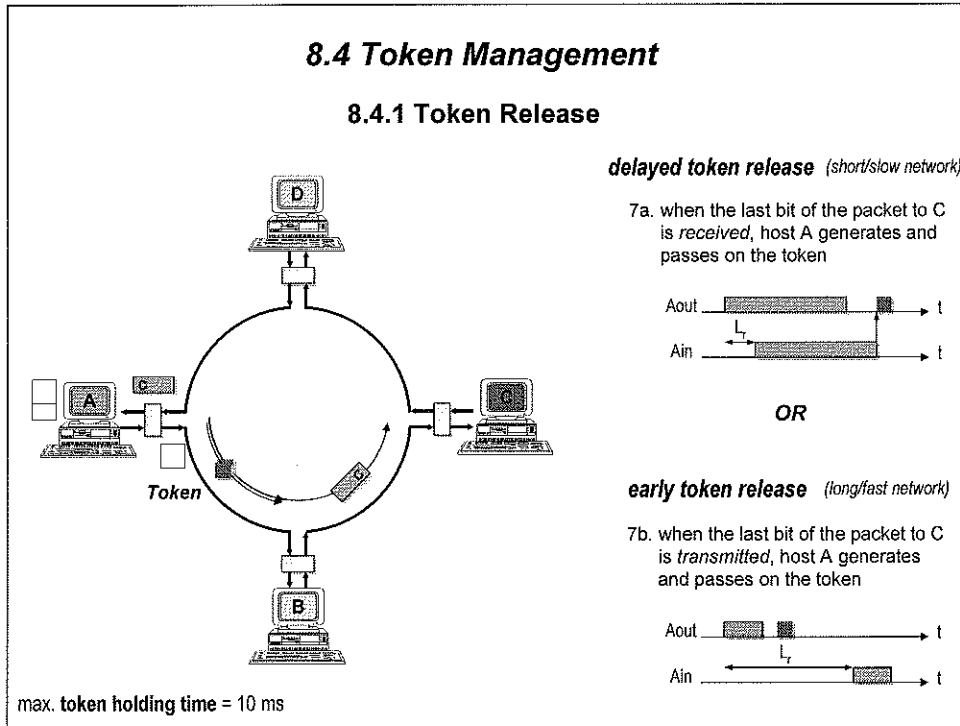 8.4 Token Management
8.4.1 Token Release
D
A
C
C
Token
C
B
max. token holding time = 10 ms
delayed token release (short/slow network)
7a. when the last bit of the packet to C
is received, host A generates and
passes on the token
Aout
t
Lr
Ain
t
OR
early token release (long/fast network)
7b. when the last bit of the packet to C
is transmitted, host A generates
and passes on the token
Aout
t
Lr
Ain
t